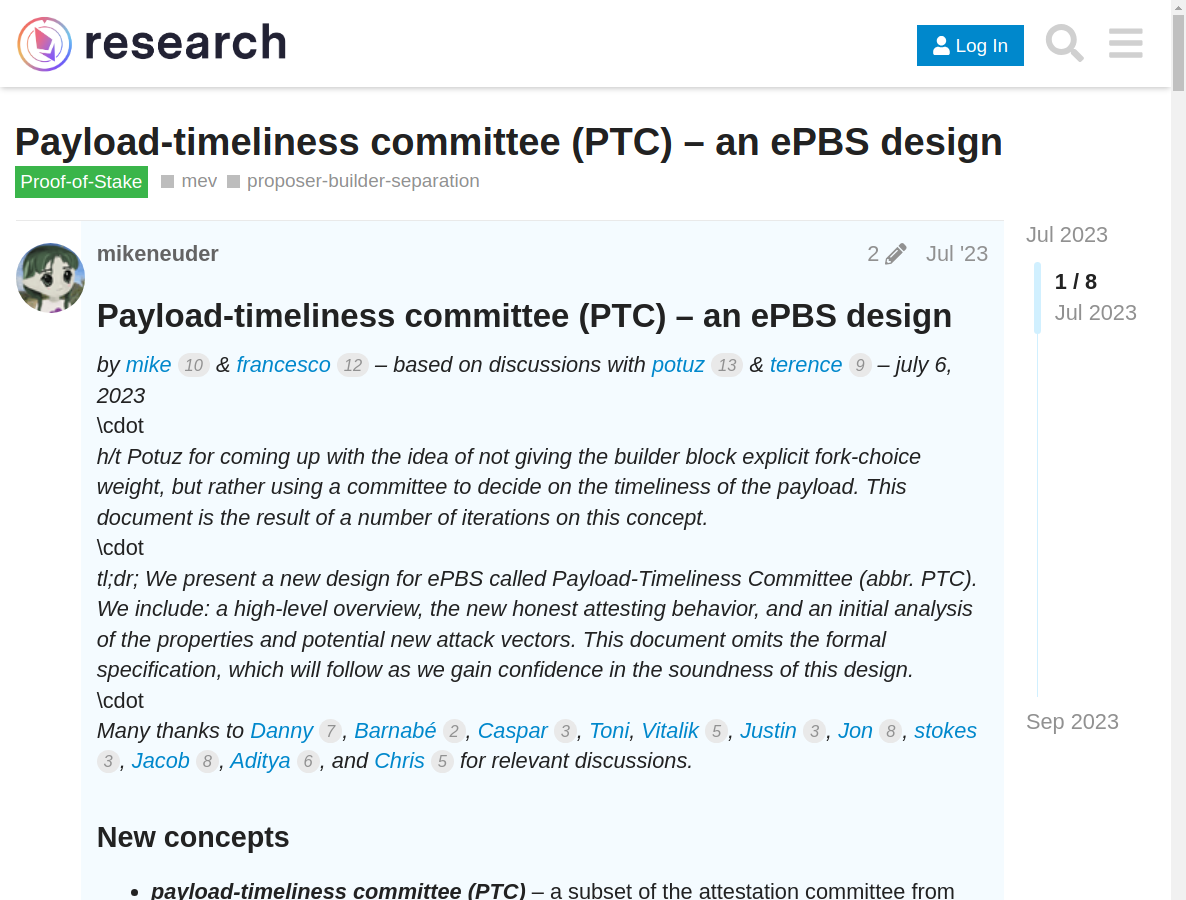 research
Log In
Payload-timeliness committee (PTC) – an ePBS design
Proof-of-Stake mev proposer-builder-separation
mikeneuder 2 Jul '23
Payload-timeliness committee (PTC) – an ePBS design
by mike 10 & francesco 12 – based on discussions with potuz 13 & terence 9 – july 6,
2023
\cdot
h/t Potuz for coming up with the idea of not giving the builder block explicit fork-choice
weight, but rather using a committee to decide on the timeliness of the payload. This
document is the result of a number of iterations on this concept.
\cdot
tl;dr; We present a new design for ePBS called Payload-Timeliness Committee (abbr. PTC).
We include: a high-level overview, the new honest attesting behavior, and an initial analysis
of the properties and potential new attack vectors. This document omits the formal
specification, which will follow as we gain confidence in the soundness of this design.
\cdot
Many thanks to Danny 7, Barnabé 2, Caspar 3, Toni, Vitalik 5, Justin 3, Jon 8, stokes
3, Jacob 8, Aditya 6, and Chris 5 for relevant discussions.
New concepts
• payload-timeliness committee (PTC) – a subset of the attestation committee from
Jul 2023
1 / 8
Jul 2023
Sep 2023